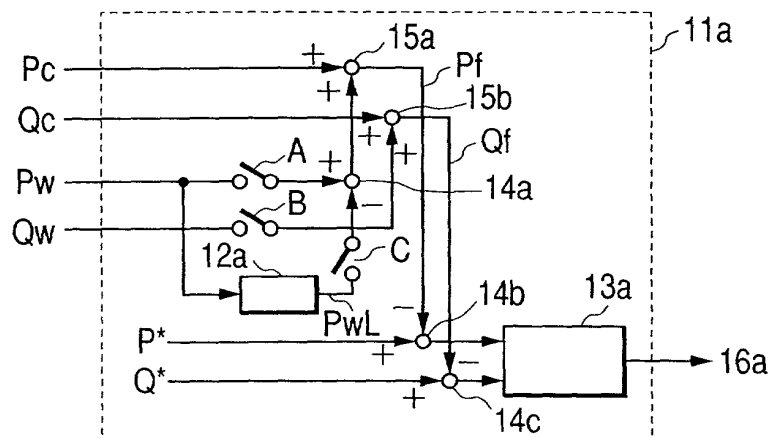 15a
11a
Pc
+
Pf
+
15b
Qc
+
+
Qf
A
+
Pw
14a
B
−
Qw
12a
C
PwL
−
14b
13a
P*
+
−
16a
Q*
+
14c